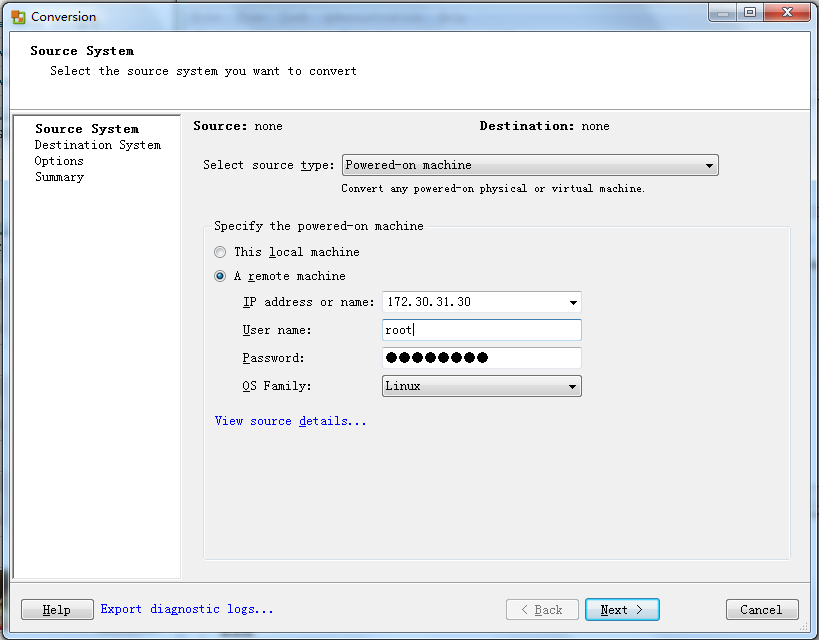 Conversion
Source System
Select the source system you want to convert
Source System
Destination System
Options
Summary
Source: none Destination: none
Select source type: Powered-on machine
Convert any powered-on physical or virtual machine.
Specify the powered-on machine
This local machine
A remote machine
IP address or name: 172.30.31.30
User name: root
Password: ●●●●●●●●
OS Family: Linux
View source details...
Help Export diagnostic logs... < Back Next > Cancel